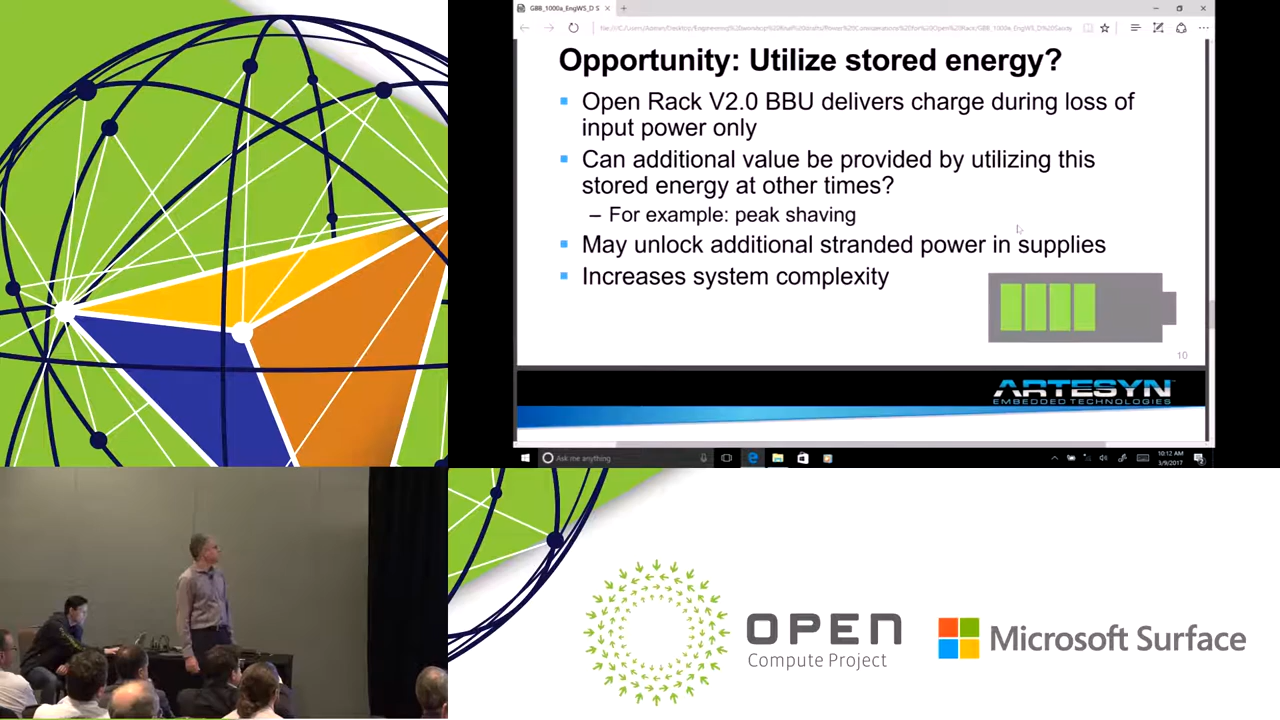 GBB_1000a_EngWS_D S
Opportunity: Utilize stored energy?
Open Rack V2.0 BBU delivers charge during loss of
input power only
Can additional value be provided by utilizing this
stored energy at other times?
– For example: peak shaving
May unlock additional stranded power in supplies
Increases system complexity
10
ARTESYN
EMBEDDED TECHNOLOGIES
Ask me anything
10:12 AM
3/9/2017
OPEN
Compute Project
Microsoft Surface